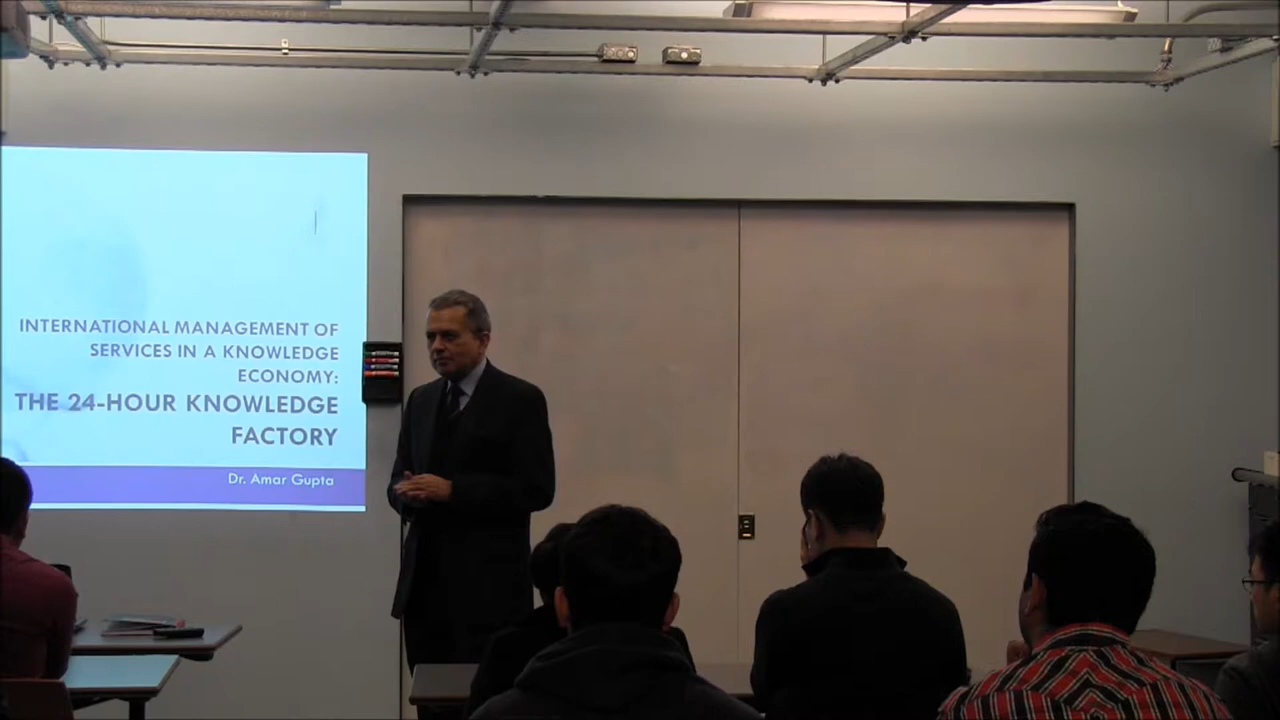 INTERNATIONAL MANAGEMENT OF
SERVICES IN A KNOWLEDGE
ECONOMY:
THE 24-HOUR KNOWLEDGE
FACTORY
Dr. Amar Gupta